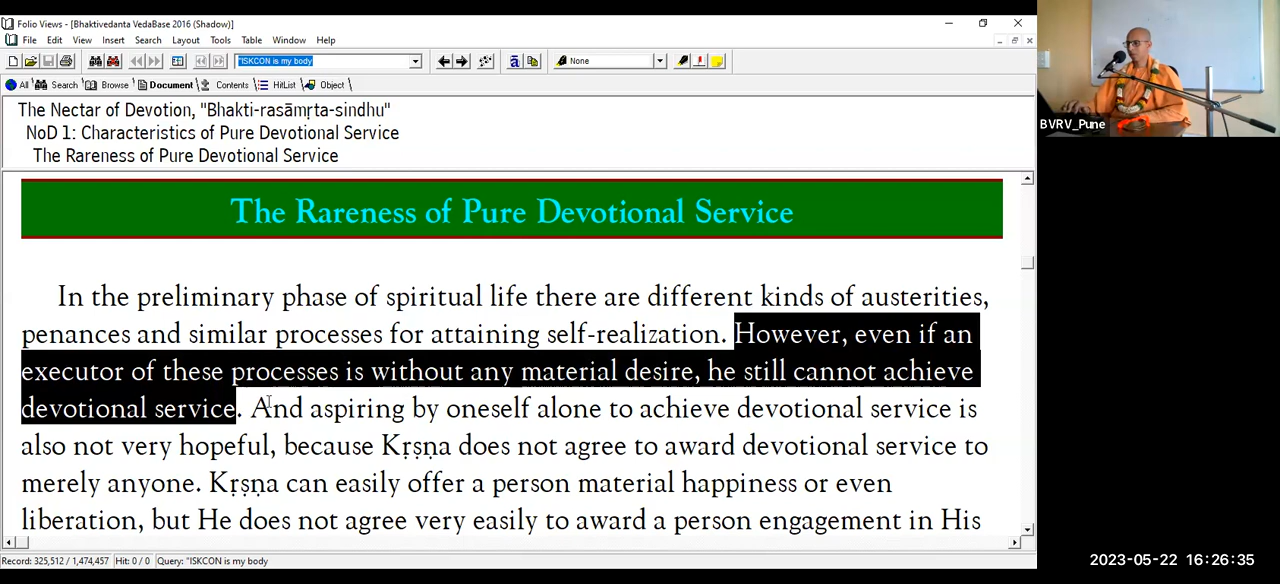 Folio Views - [Bhaktivedanta VedaBase 2016 (Shadow)]
File Edit View Insert Search Layout Tools Table Window Help
"ISKCON is my body
None
All Search Browse Document Contents HitList Object
The Nectar of Devotion, "Bhakti-rasāmṛta-sindhu"
NoD 1: Characteristics of Pure Devotional Service
The Rareness of Pure Devotional Service
The Rareness of Pure Devotional Service
In the preliminary phase of spiritual life there are different kinds of austerities,
penances and similar processes for attaining self-realization. However, even if an
executor of these processes is without any material desire, he still cannot achieve
devotional service. And aspiring by oneself alone to achieve devotional service is
also not very hopeful, because Kṛṣṇa does not agree to award devotional service to
merely anyone. Kṛṣṇa can easily offer a person material happiness or even
liberation, but He does not agree very easily to award a person engagement in His
Record: 325,512 / 1,474,457 Hit: 0 / 0 Query: "ISKCON is my body
BVRV_Pune
2023-05-22 16:26:35